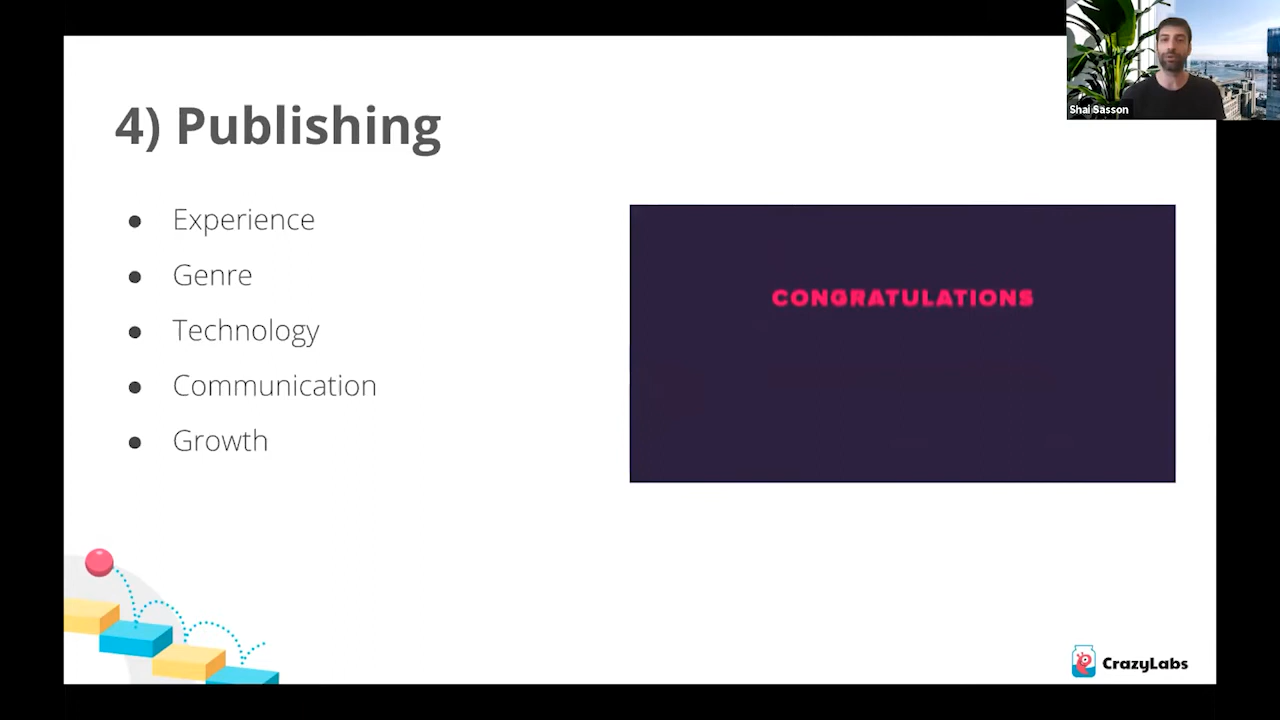 Shai Sasson
4) Publishing
● Experience
● Genre
● Technology
● Communication
● Growth
CONGRATULATIONS
CrazyLabs